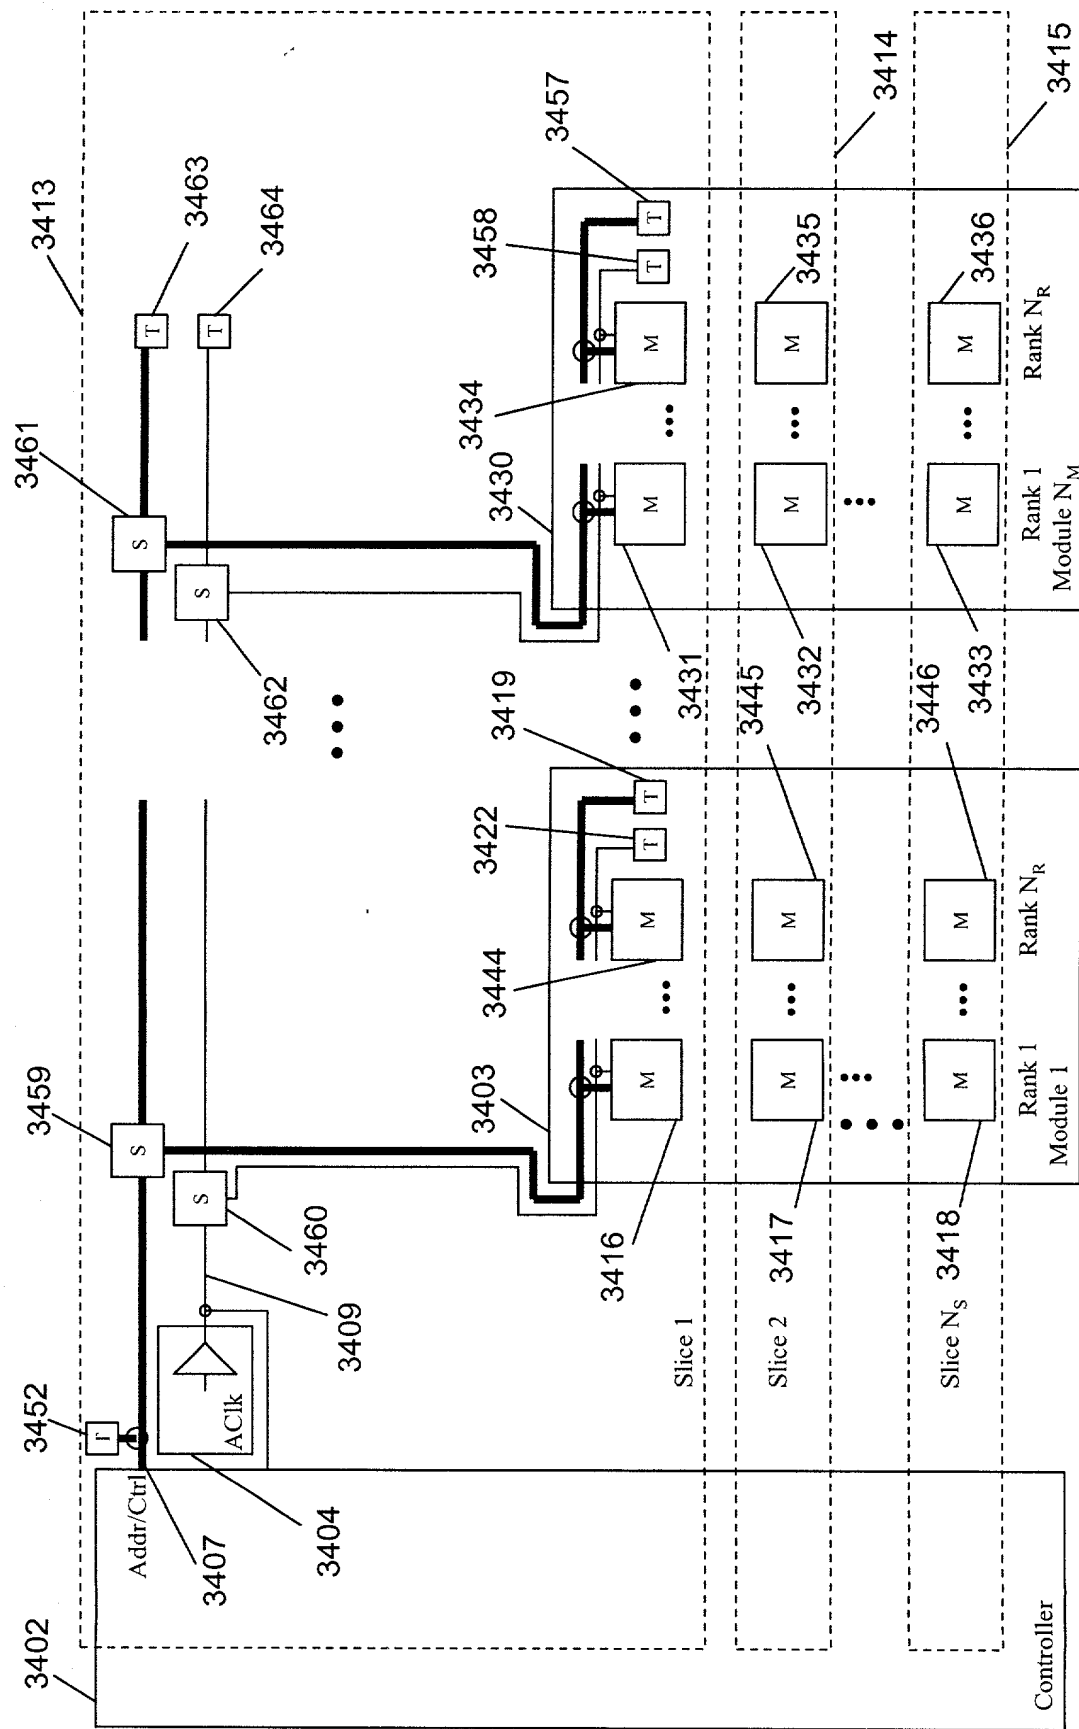 3402
3452
3459
3461
3413
T
Addr/Ctrl
S
S
T
3463
3407
AClk
S
S
T
3464
3404
3460
3462
3409
3403
3444
3422
3419
3430
3434
3458
3457
3416
M
M
T
T
3431
M
M
T
T
Slice 1
Slice 2
3417
M
M
3445
3432
M
M
3435
3414
Slice N_S
3418
M
M
3446
3433
M
M
3436
3415
Rank 1
Rank N_R
Rank 1
Rank N_R
Controller
Module 1
Module N_M